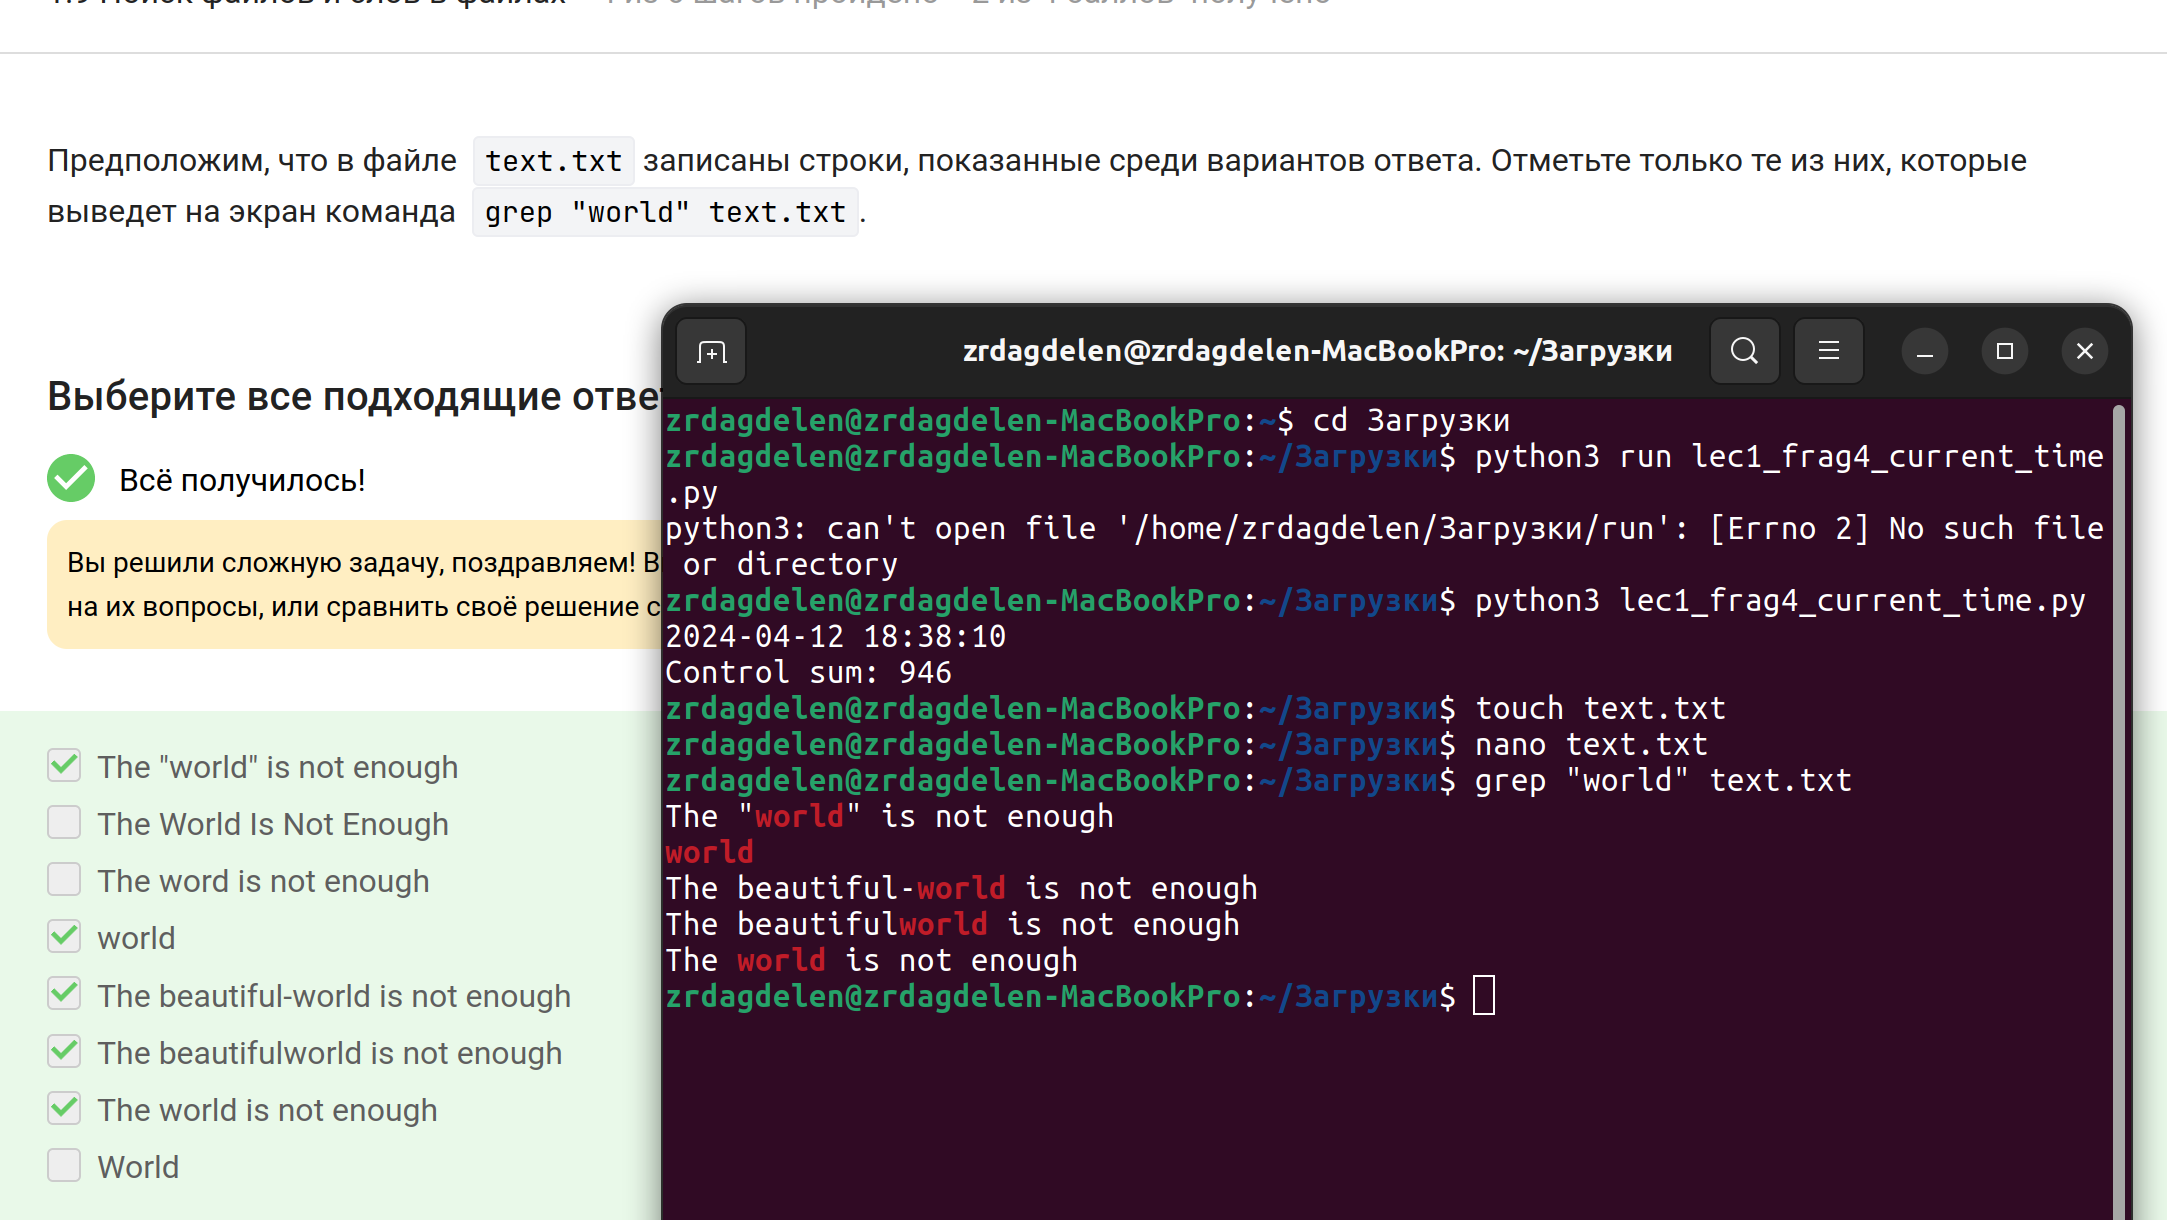 Предположим, что в файле text.txt записаны строки, показанные среди вариантов ответа. Отметьте только те из них, которые
выведет на экран команда grep "world" text.txt.
Выберите все подходящие
Всё получилось!
Вы решили сложную задачу, поздравляем!
на их вопросы, или сравнить своё решение с
The "world" is not enough
The World Is Not Enough
The word is not enough
world
The beautiful-world is not enough
The beautifulworld is not enough
The world is not enough
World
zrdagdelen@zrdagdelen-MacBookPro: ~/Загрузки
zrdagdelen@zrdagdelen-MacBookPro:~$ cd Загрузки
zrdagdelen@zrdagdelen-MacBookPro:~/Загрузки$ python3 run lec1_frag4_current_time
.py
python3: can't open file '/home/zrdagdelen/Загрузки/run': [Errno 2] No such file
or directory
zrdagdelen@zrdagdelen-MacBookPro:~/Загрузки$ python3 lec1_frag4_current_time.py
2024-04-12 18:38:10
Control sum: 946
zrdagdelen@zrdagdelen-MacBookPro:~/Загрузки$ touch text.txt
zrdagdelen@zrdagdelen-MacBookPro:~/Загрузки$ nano text.txt
zrdagdelen@zrdagdelen-MacBookPro:~/Загрузки$ grep "world" text.txt
The "world" is not enough
world
The beautiful-world is not enough
The beautifulworld is not enough
The world is not enough
zrdagdelen@zrdagdelen-MacBookPro:~/Загрузки$